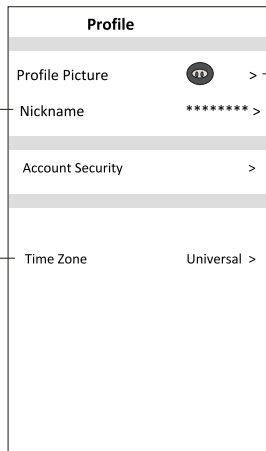 Profile
Profile Picture >
Nickname ******** >
Account Security >
Time Zone Universal >